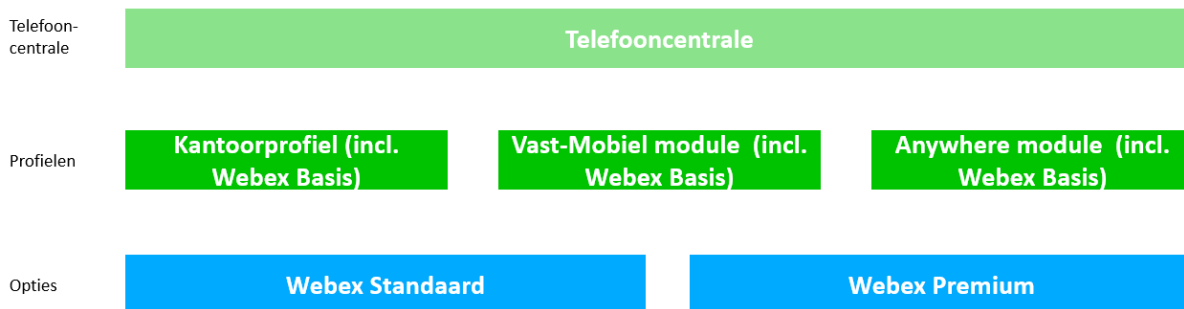 Telefoon-
centrale
Telefooncentrale
Profielen
Kantoorprofiel (incl.
Webex Basis)
Vast-Mobiel module (incl.
Webex Basis)
Anywhere module (incl.
Webex Basis)
Opties
Webex Standaard
Webex Premium